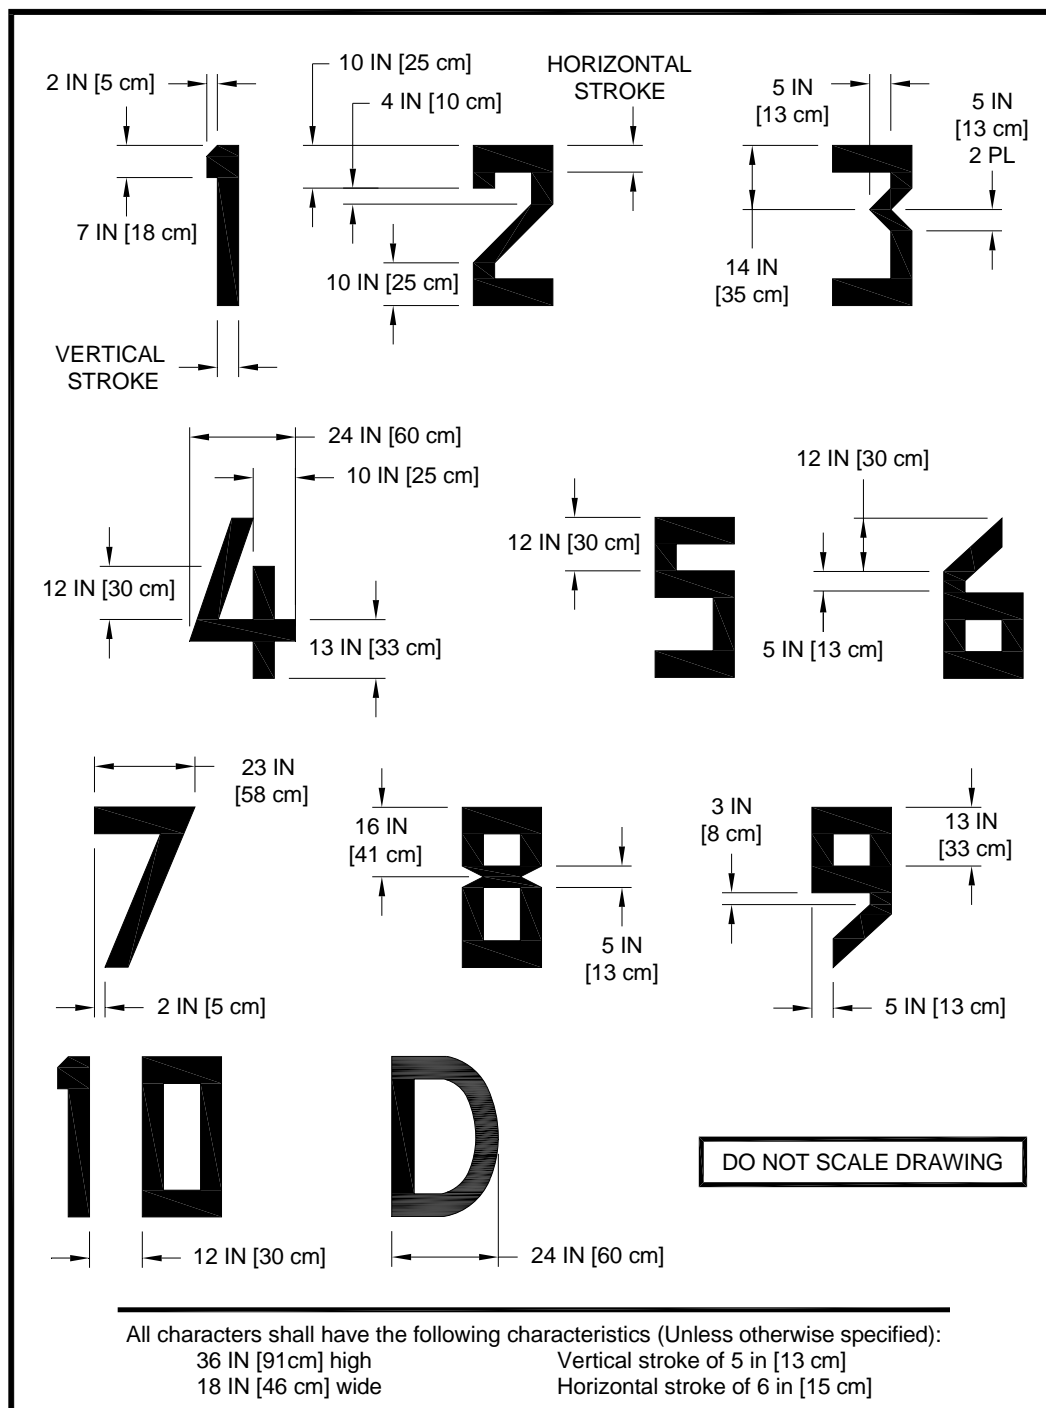 2 IN [5 cm]
10 IN [25 cm]
4 IN [10 cm]
HORIZONTAL
STROKE
5 IN
[13 cm]
5 IN
[13 cm]
2 PL
1
2
3
7 IN [18 cm]
10 IN [25 cm]
14 IN
[35 cm]
VERTICAL
STROKE
24 IN [60 cm]
10 IN [25 cm]
12 IN [30 cm]
12 IN [30 cm]
12 IN [30 cm]
4
5
6
13 IN [33 cm]
5 IN [13 cm]
23 IN
[58 cm]
16 IN
[41 cm]
3 IN
[8 cm]
13 IN
[33 cm]
7
8
9
5 IN
[13 cm]
2 IN [5 cm]
5 IN [13 cm]
10
D
DO NOT SCALE DRAWING
12 IN [30 cm]
24 IN [60 cm]
All characters shall have the following characteristics (Unless otherwise specified):
36 IN [91cm] high
Vertical stroke of 5 in [13 cm]
18 IN [46 cm] wide
Horizontal stroke of 6 in [15 cm]